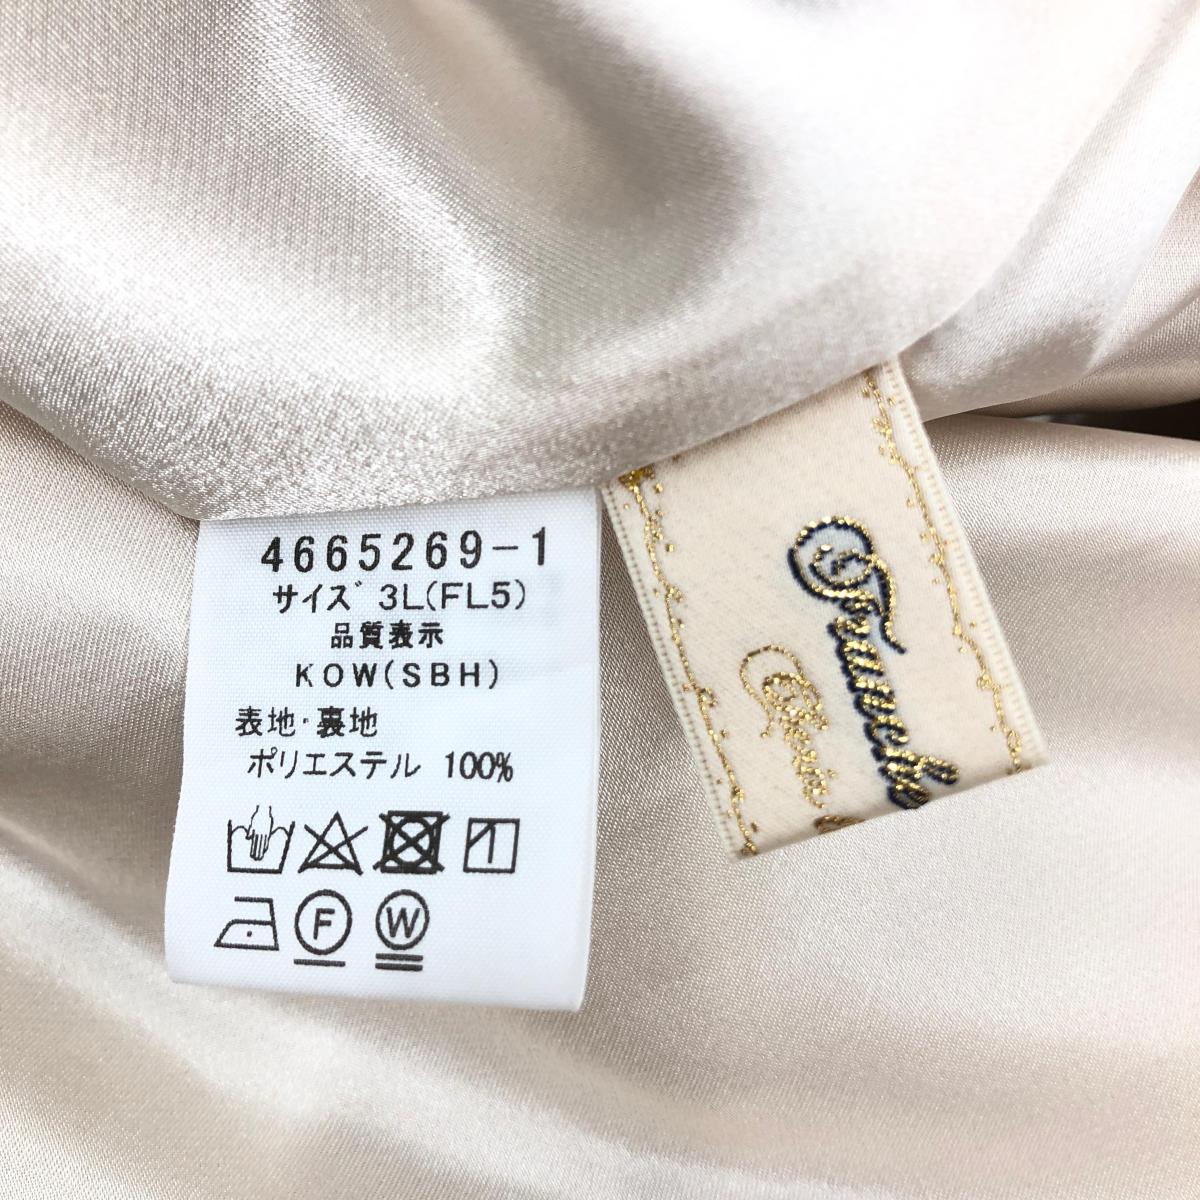 4665269-1
サイズ 3L(FL5)
品質表示
KOW(SBH)
表地・裏地
ポリエステル 100%
F
W